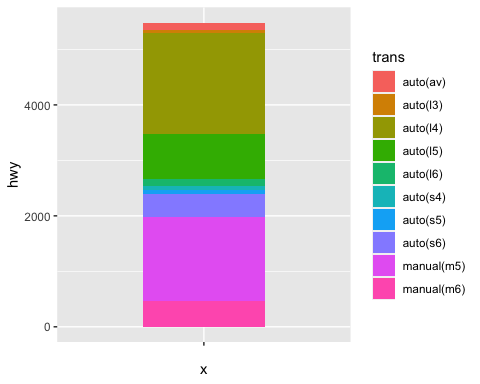 hwy
4000
2000
0
x
trans
auto(av)
auto(l3)
auto(l4)
auto(l5)
auto(l6)
auto(s4)
auto(s5)
auto(s6)
manual(m5)
manual(m6)